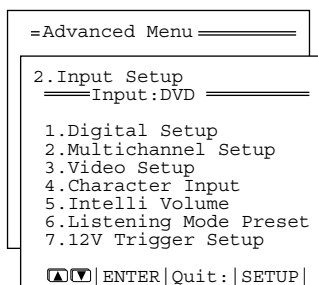 Advanced Menu
2.Input Setup
Input:DVD
1.Digital Setup
2.Multichannel Setup
3.Video Setup
4.Character Input
5.Intelli Volume
6.Listening Mode Preset
7.12V Trigger Setup
|ENTER|Quit:|SETUP|